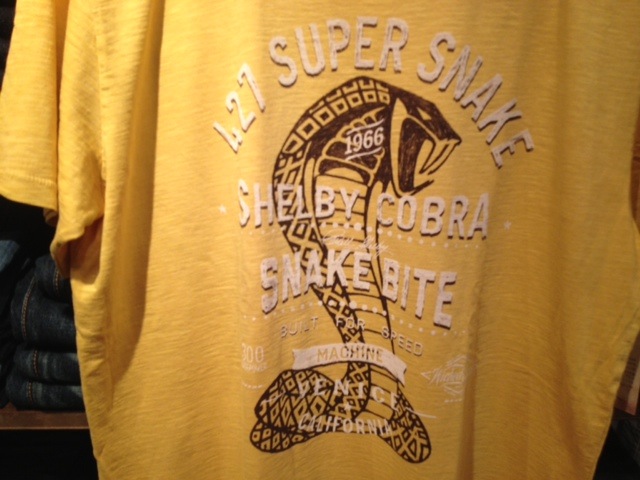 427 SUPER SNAKE
1966
SHELBY COBRA
SNAKE BITE
BUILT FOR SPEED
MACHINE
VENICE
CALIFORNIA